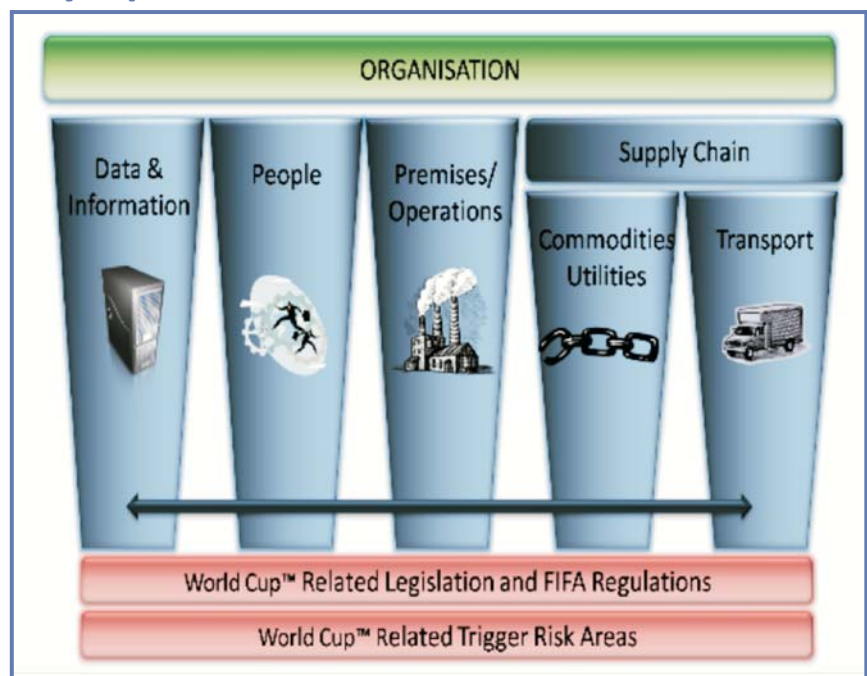 ORGANISATION
Data &
Information
People
Premises/
Operations
Supply Chain
Commodities
Utilities
Transport
World Cup™ Related Legislation and FIFA Regulations
World Cup™ Related Trigger Risk Areas